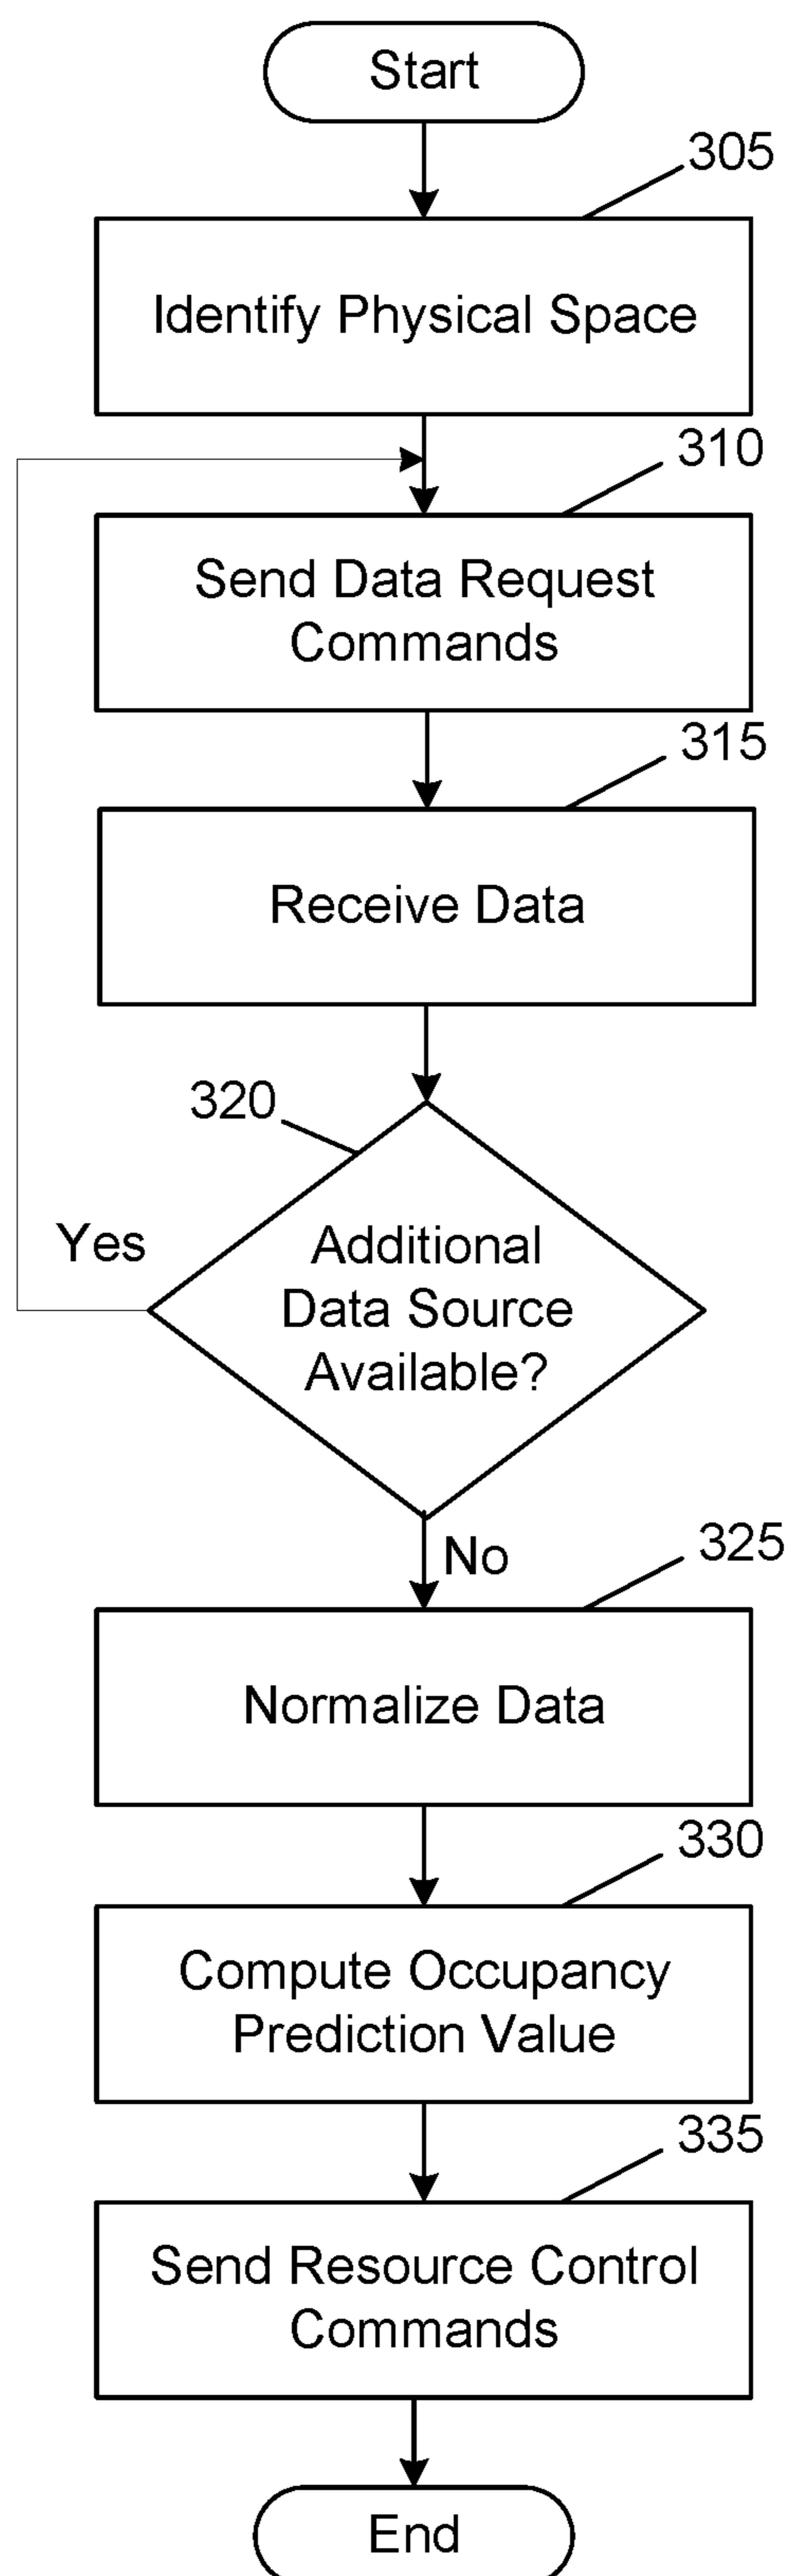 Start
305
Identify Physical Space
310
Send Data Request
Commands
315
Receive Data
320
Yes
Additional
Data Source
Available?
No
325
Normalize Data
330
Compute Occupancy
Prediction Value
335
Send Resource Control
Commands
End